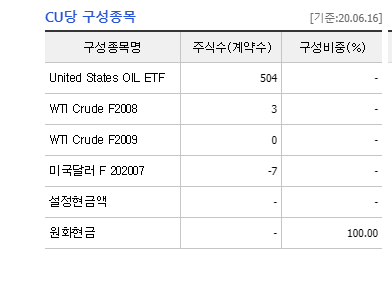 CU당 구성종목 [기준:20.06.16]
구성종목명 주식수(계약수) 구성비중(%)
United States OIL ETF 504 -
WTI Crude F2008 3 -
WTI Crude F2009 0 -
미국달러 F 202007 -7 -
설정현금액 - -
원화현금 - 100.00